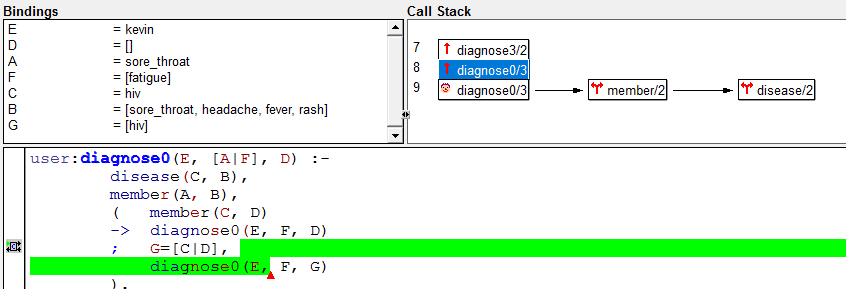 Bindings
E = kevin
D = []
A = sore_throat
F = [fatigue]
C = hiv
B = [sore_throat, headache, fever, rash]
G = [hiv]
Call Stack
7 diagnose3/2
8 diagnose0/3
9 diagnose0/3 member/2 disease/2
user:diagnose0(E, [A|F], D) :-
disease(C, B),
member(A, B),
( member(C, D)
-> diagnose0(E, F, D)
; G=[C|D],
diagnose0(E, F, G)
).